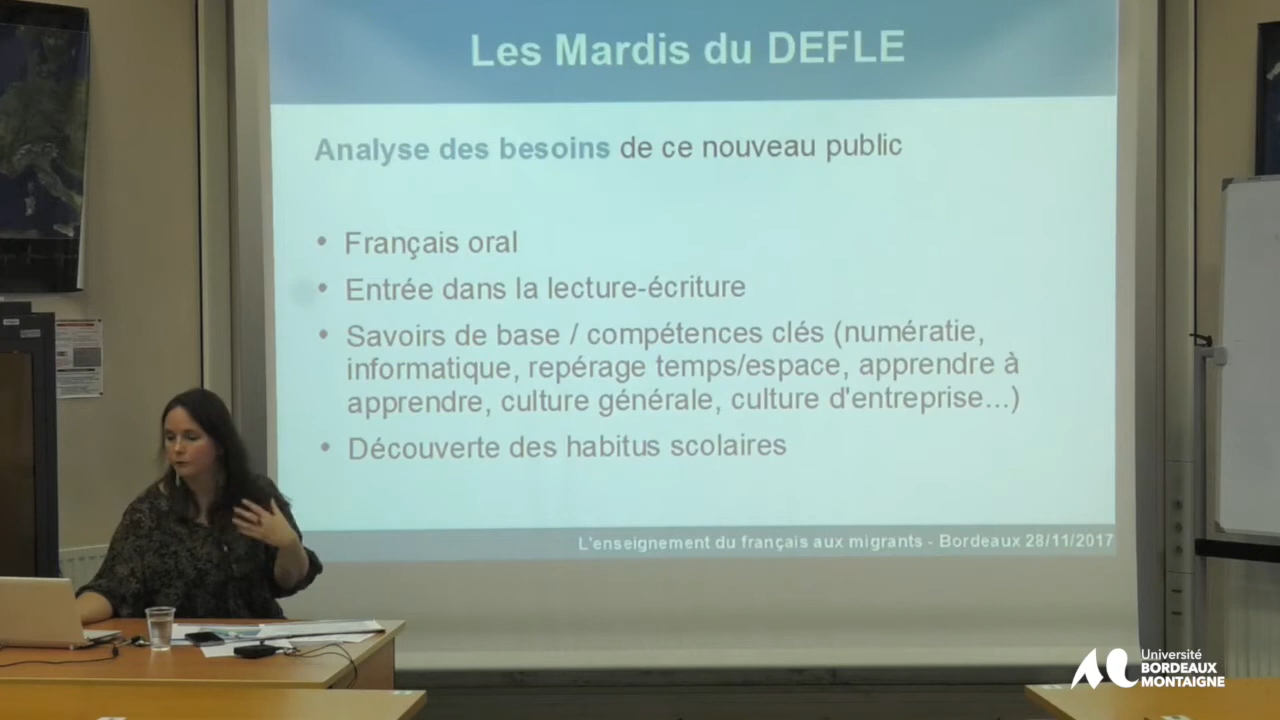 Les Mardis du DEFLE
Analyse des besoins de ce nouveau public
• Français oral
• Entrée dans la lecture-écriture
• Savoirs de base / compétences clés (numératie,
informatique, repérage temps/espace, apprendre à
apprendre, culture générale, culture d'entreprise...)
• Découverte des habitus scolaires
L'enseignement du français aux migrants - Bordeaux 28/11/2017
Université
BORDEAUX
MONTAIGNE